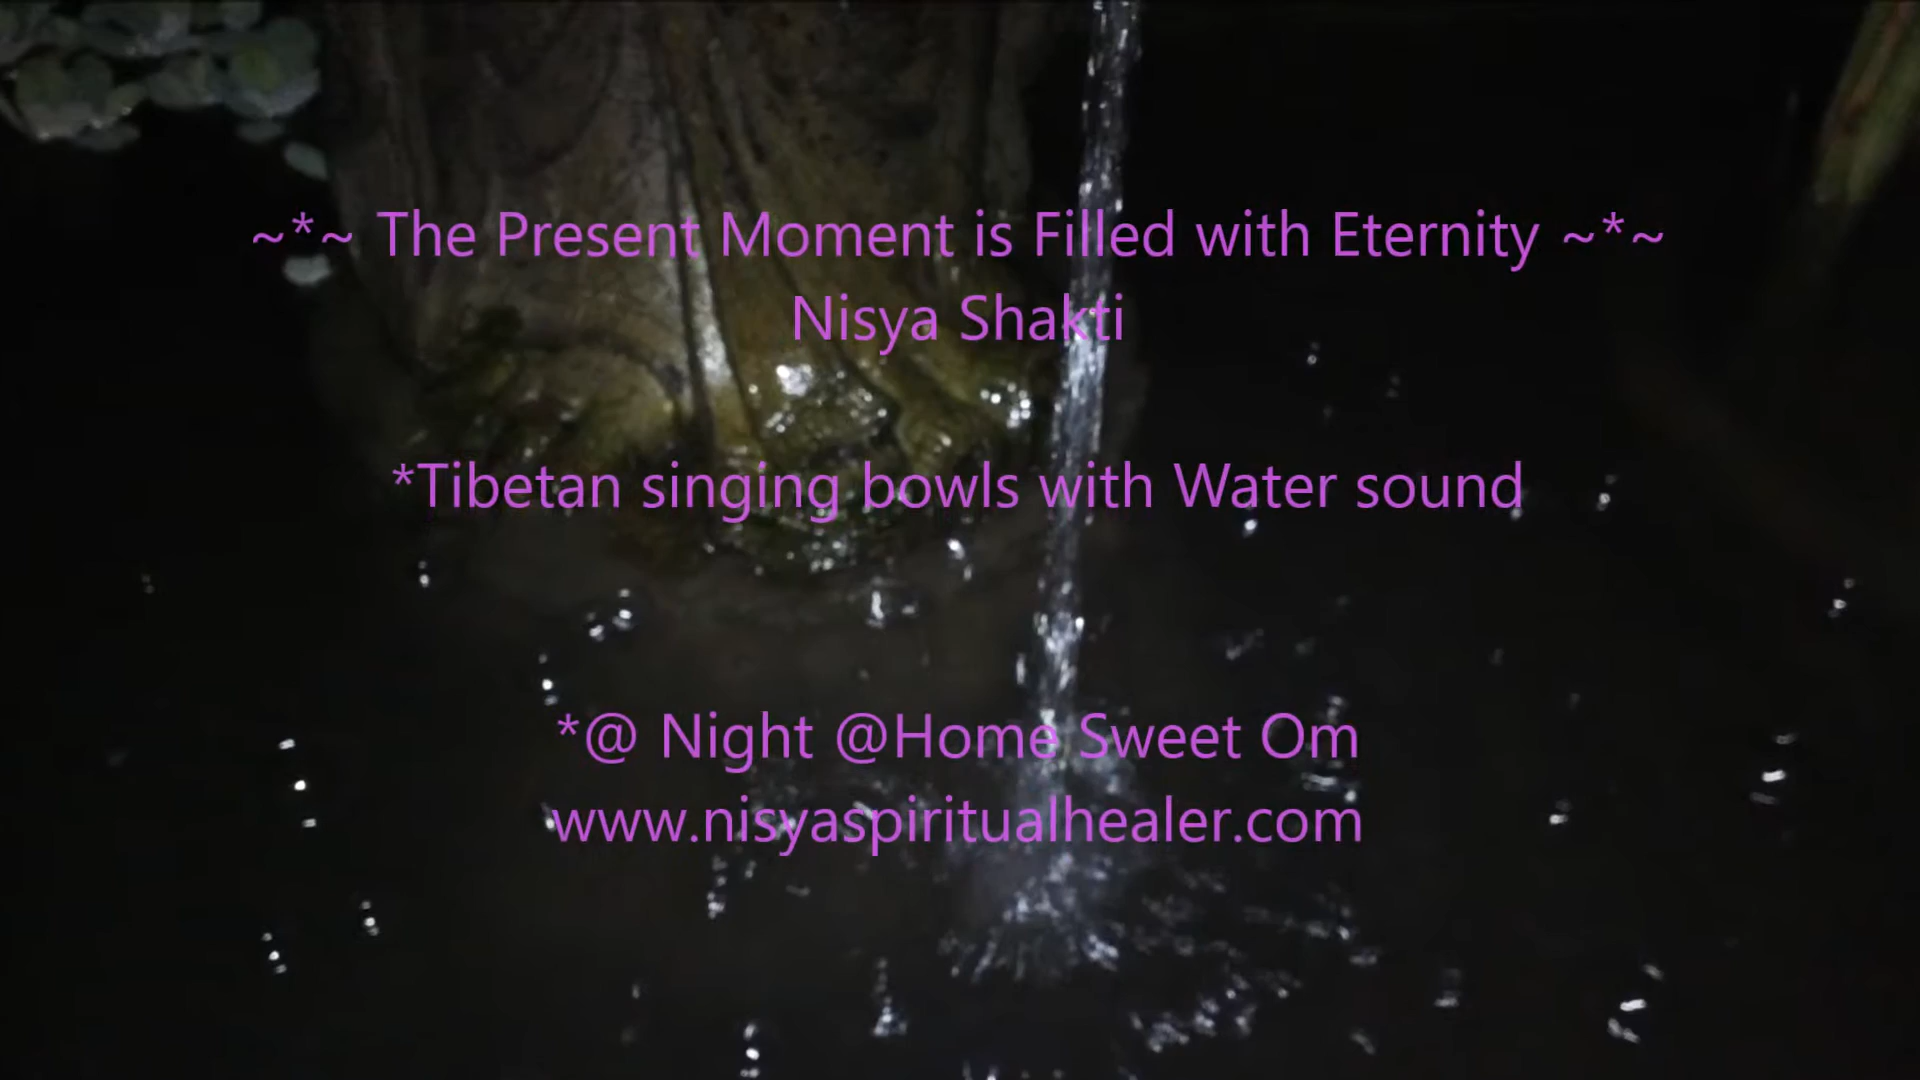 ~*~ The Present Moment is Filled with Eternity ~*~
Nisya Shakti
*Tibetan singing bowls with Water sound
*@ Night @Home Sweet Om
www.nisyaspiritualhealer.com